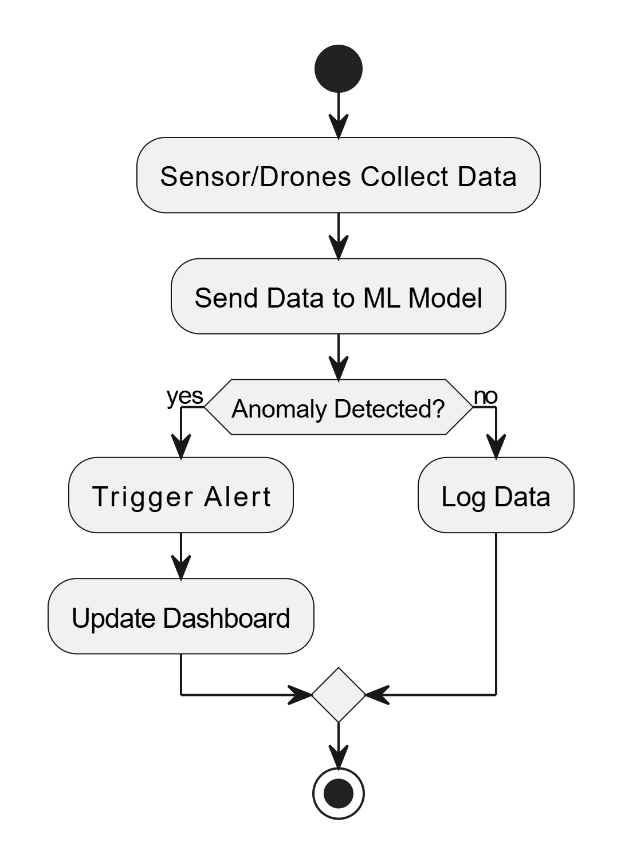 Sensor/Drones Collect Data
Send Data to ML Model
yes
Anomaly Detected?
no
Trigger Alert
Log Data
Update Dashboard